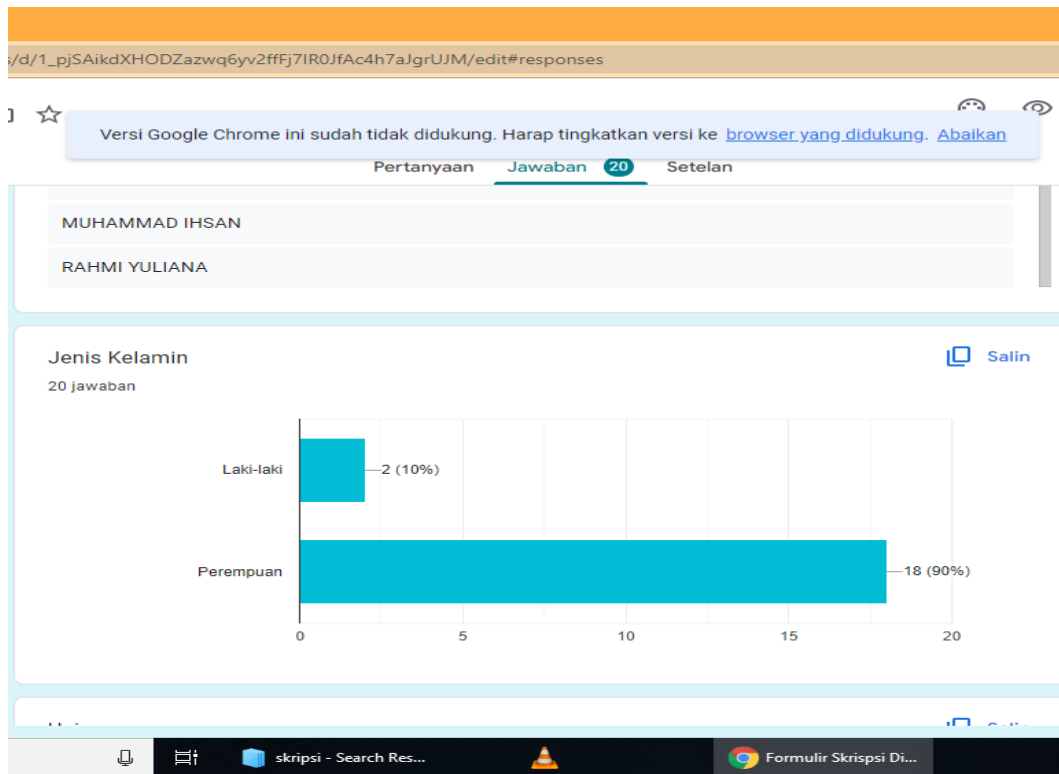 s/d/1_pjSAikdXHODZazwq6yv2ffFj7IR0JfAc4h7aJgrUJM/edit#responses
Versi Google Chrome ini sudah tidak didukung. Harap tingkatkan versi ke browser yang didukung. Abaikan
Pertanyaan Jawaban 20 Setelan
MUHAMMAD IHSAN
RAHMI YULIANA
Jenis Kelamin
Salin
20 jawaban
Laki-laki
2 (10%)
Perempuan
18 (90%)
0 5 10 15 20
skripsi - Search Res...
Formulir Skrispsi Di...